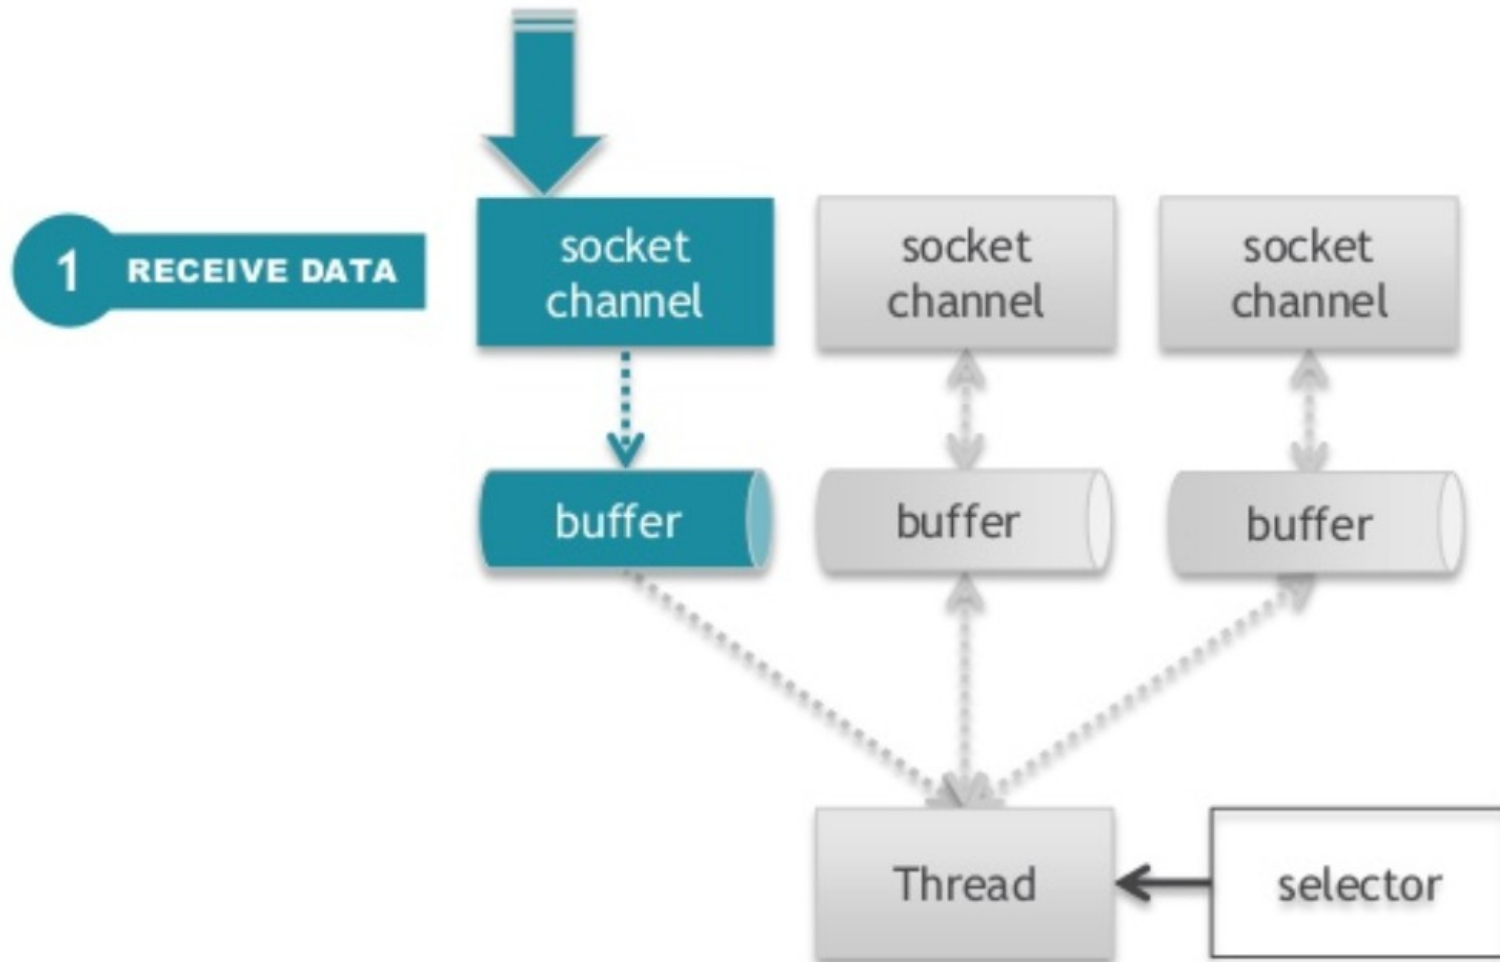 1 RECEIVE DATA
socket
channel
socket
channel
socket
channel
buffer
buffer
buffer
Thread
selector